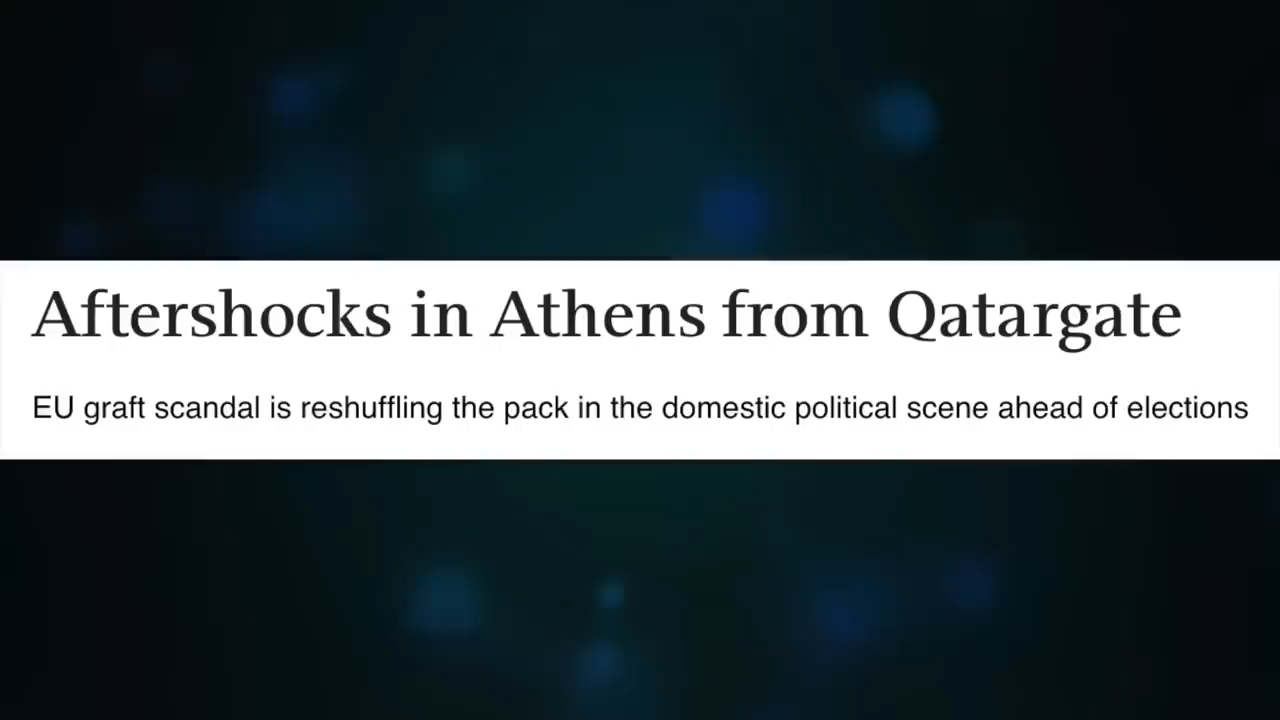 Aftershocks in Athens from Qatargate
EU graft scandal is reshuffling the pack in the domestic political scene ahead of elections